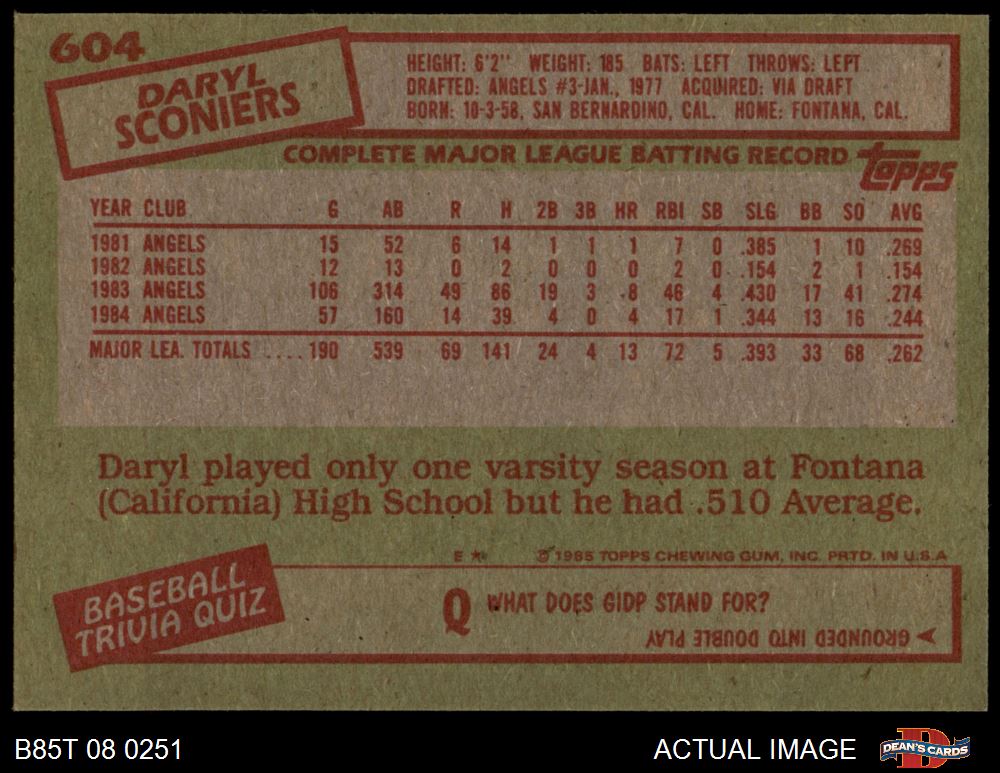 604
DARYL
SCONIERS
HEIGHT: 6'2" WEIGHT: 185 BATS: LEFT THROWS: LEFT
DRAFTED: ANGELS #3-JAN., 1977 ACQUIRED: VIA DRAFT
BORN: 10-3-58, SAN BERNARDINO, CAL. HOME: FONTANA, CAL.
COMPLETE MAJOR LEAGUE BATTING RECORD
topps
YEAR CLUB G AB R H 2B 3B HR RBI SB SLG BB SO AVG
1981 ANGELS 15 52 6 14 1 1 1 7 0 .385 1 10 .269
1982 ANGELS 12 13 0 2 0 0 0 2 0 .154 2 1 .154
1983 ANGELS 106 314 49 86 19 3 8 46 4 .430 17 41 .274
1984 ANGELS 57 160 14 39 4 0 4 17 1 .344 13 16 .244
MAJOR LEA. TOTALS ....190 539 69 141 24 4 13 72 5 .393 33 68 .262
Daryl played only one varsity season at Fontana
(California) High School but he had .510 Average.
E * © 1985 TOPPS CHEWING GUM, INC. PRTD. IN U.S.A
BASEBALL
TRIVIA QUIZ
Q WHAT DOES GIDP STAND FOR?
GROUNDED INTO DOUBLE PLAY
B85T 08 0251
ACTUAL IMAGE
D
DEAN'S CARDS